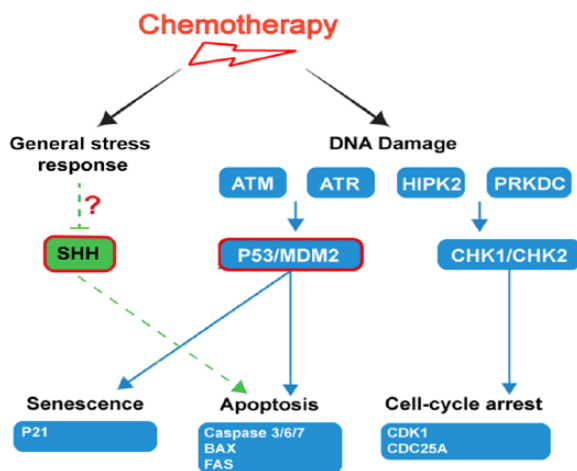 Chemotherapy
General stress
response
DNA Damage
ATM
ATR
HIPK2
PRKDC
?
SHH
P53/MDM2
CHK1/CHK2
Senescence
Apoptosis
Cell-cycle arrest
P21
Caspase 3/6/7
BAX
FAS
CDK1
CDC25A